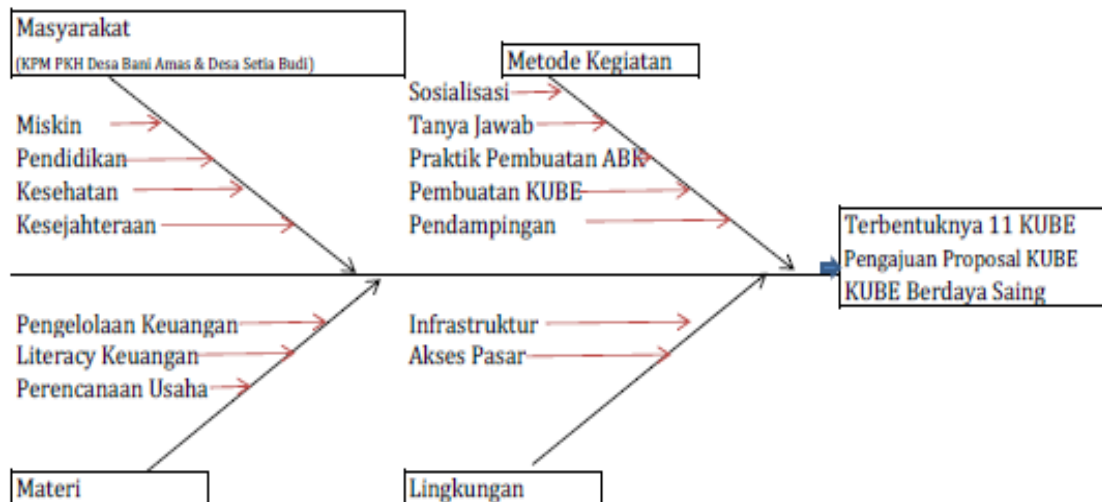 Masyarakat
(KPM PKH Desa Bani Amas & Desa Setia Budi)
Miskin
Pendidikan
Kesehatan
Kesejahteraan
Metode Kegiatan
Sosialisasi
Tanya Jawab
Praktik Pembuatan ABK
Pembuatan KUBE
Pendampingan
Terbentuknya 11 KUBE
Pengajuan Proposal KUBE
KUBE Berdaya Saing
Pengelolaan Keuangan
Literacy Keuangan
Perencanaan Usaha
Materi
Infrastruktur
Akses Pasar
Lingkungan